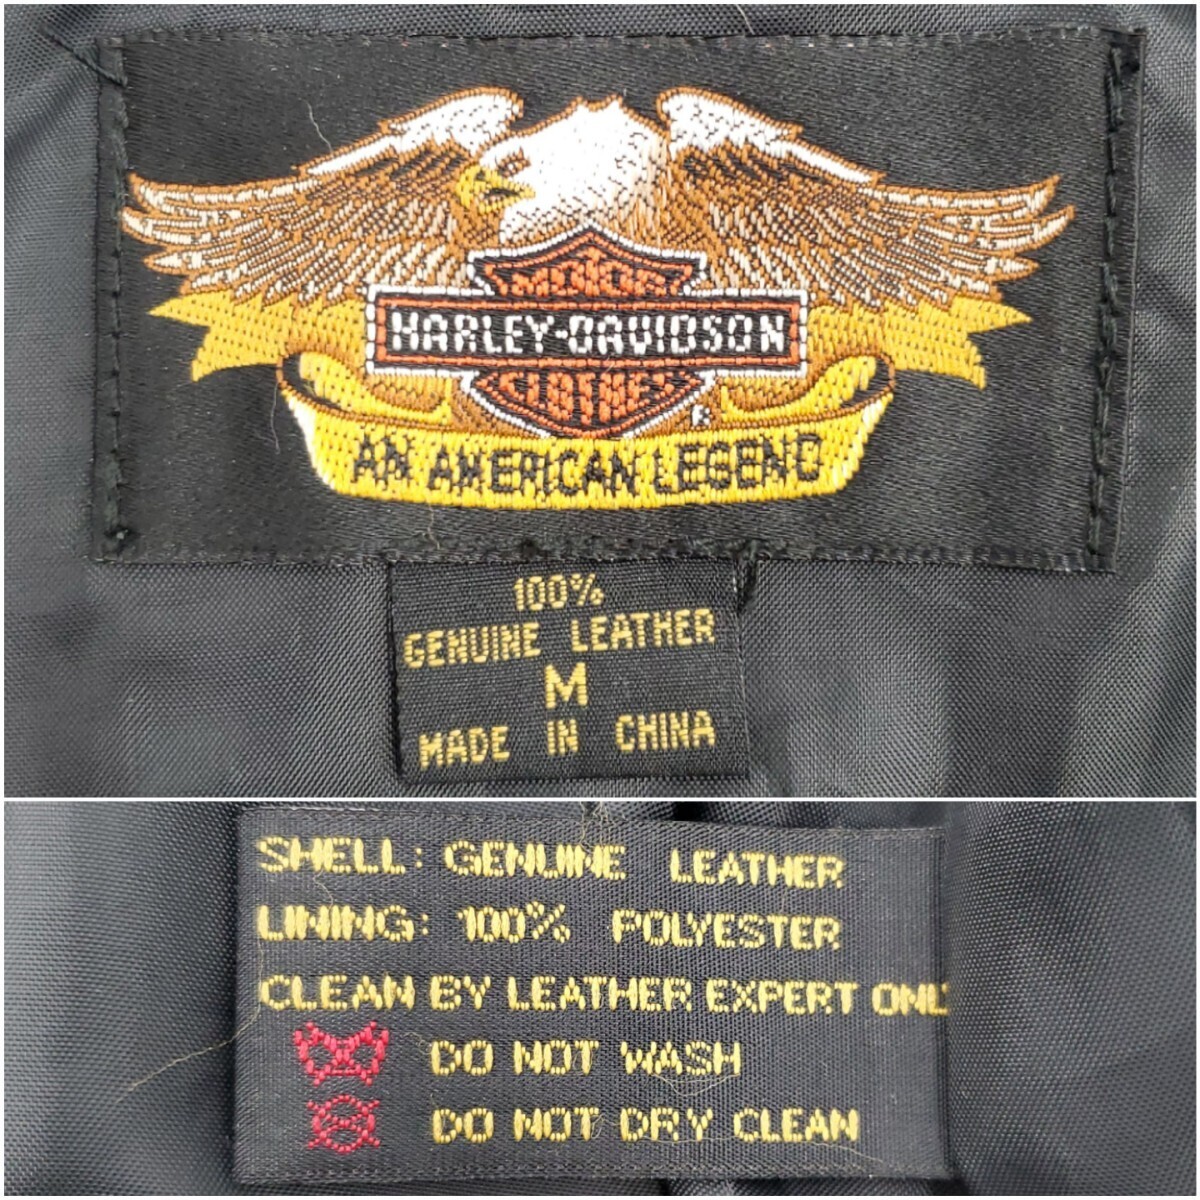 MOTOR
HARLEY-DAVIDSON
CLOTHES
®
AN AMERICAN LEGEND
100%
GENUINE LEATHER
M
MADE IN CHINA
SHELL: GENUINE LEATHER
LINING: 100% POLYESTER
CLEAN BY LEATHER EXPERT ONL
DO NOT WASH
DO NOT DRY CLEAN